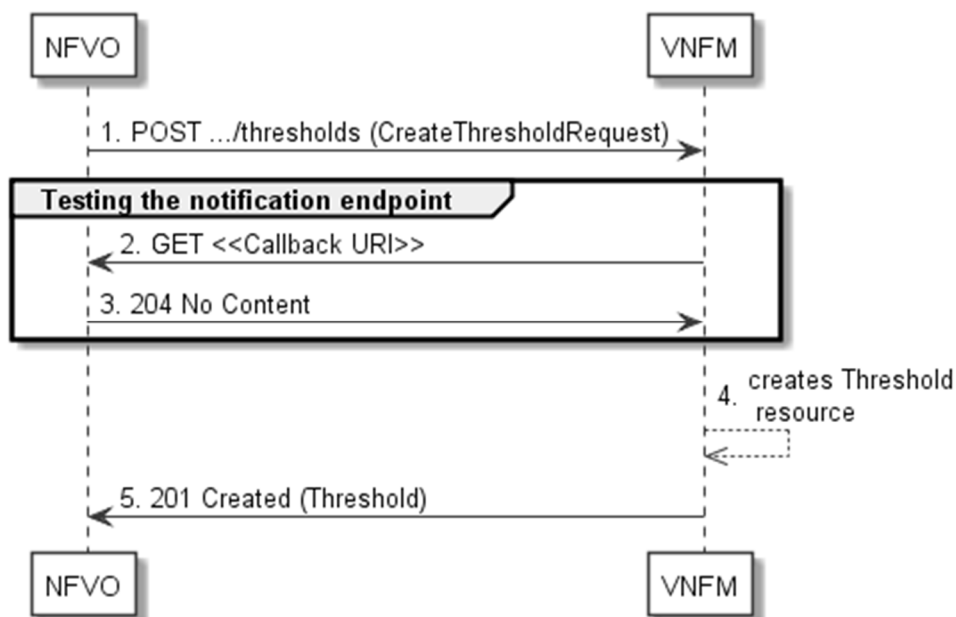 NFVO VNFM
1. POST .../thresholds (CreateThresholdRequest)
Testing the notification endpoint
2. GET <<Callback URI>>
3. 204 No Content
4. creates Threshold
resource
5. 201 Created (Threshold)
NFVO VNFM